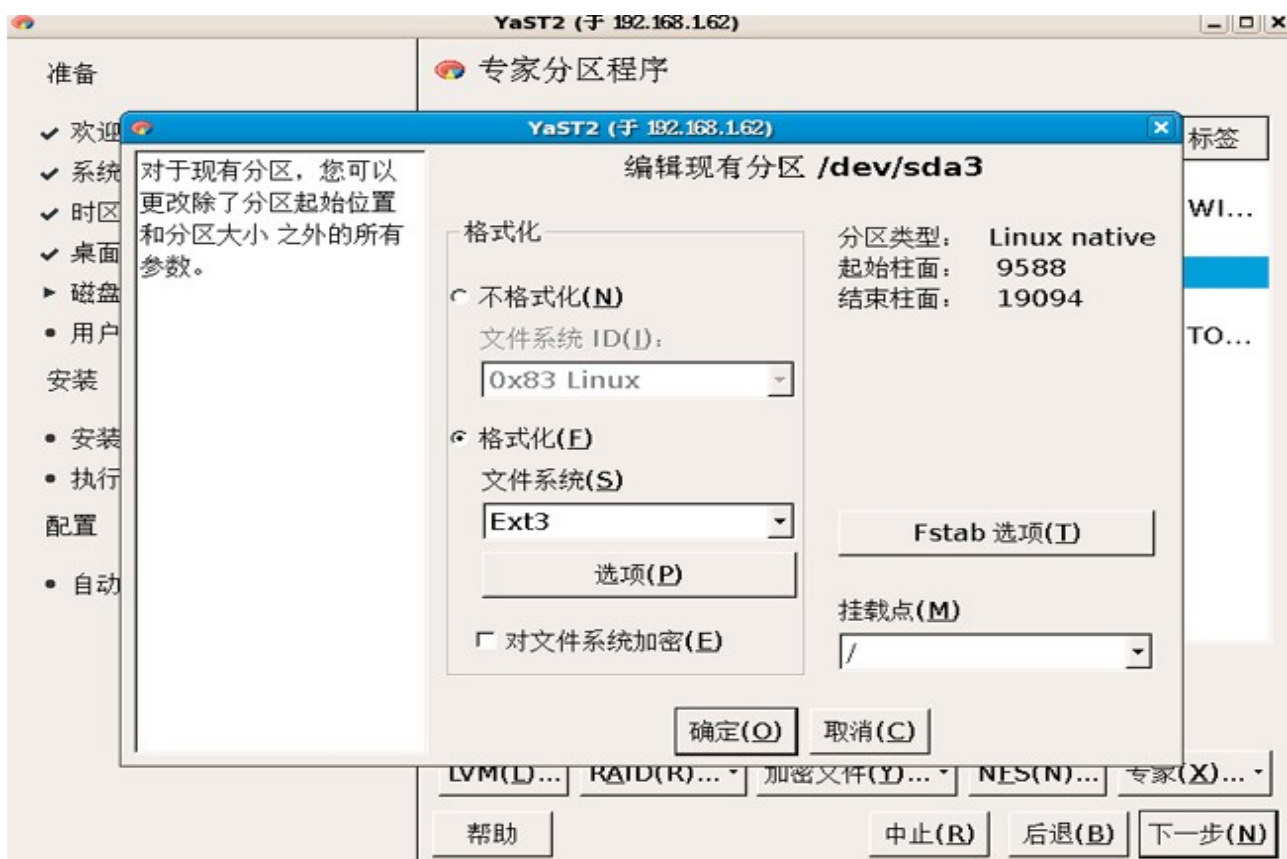 YaST2 (于 192.168.1.62)
准备
欢迎
系统
时区
桌面
磁盘
用户
安装
安装
执行
配置
自动
专家分区程序
标签
WI...
TO...
YaST2 (于 192.168.1.62)
对于现有分区，您可以
更改除了分区起始位置
和分区大小 之外的所有
参数。
编辑现有分区 /dev/sda3
格式化
不格式化(N)
文件系统 ID(I):
0x83 Linux
格式化(F)
文件系统(S)
Ext3
选项(P)
对文件系统加密(E)
分区类型： Linux native
起始柱面： 9588
结束柱面： 19094
Fstab 选项(T)
挂载点(M)
/
确定(O) 取消(C)
LVM(L)... RAID(R)... 加密文件(Y)... NFS(N)... 专家(X)...
帮助 中止(R) 后退(B) 下一步(N)